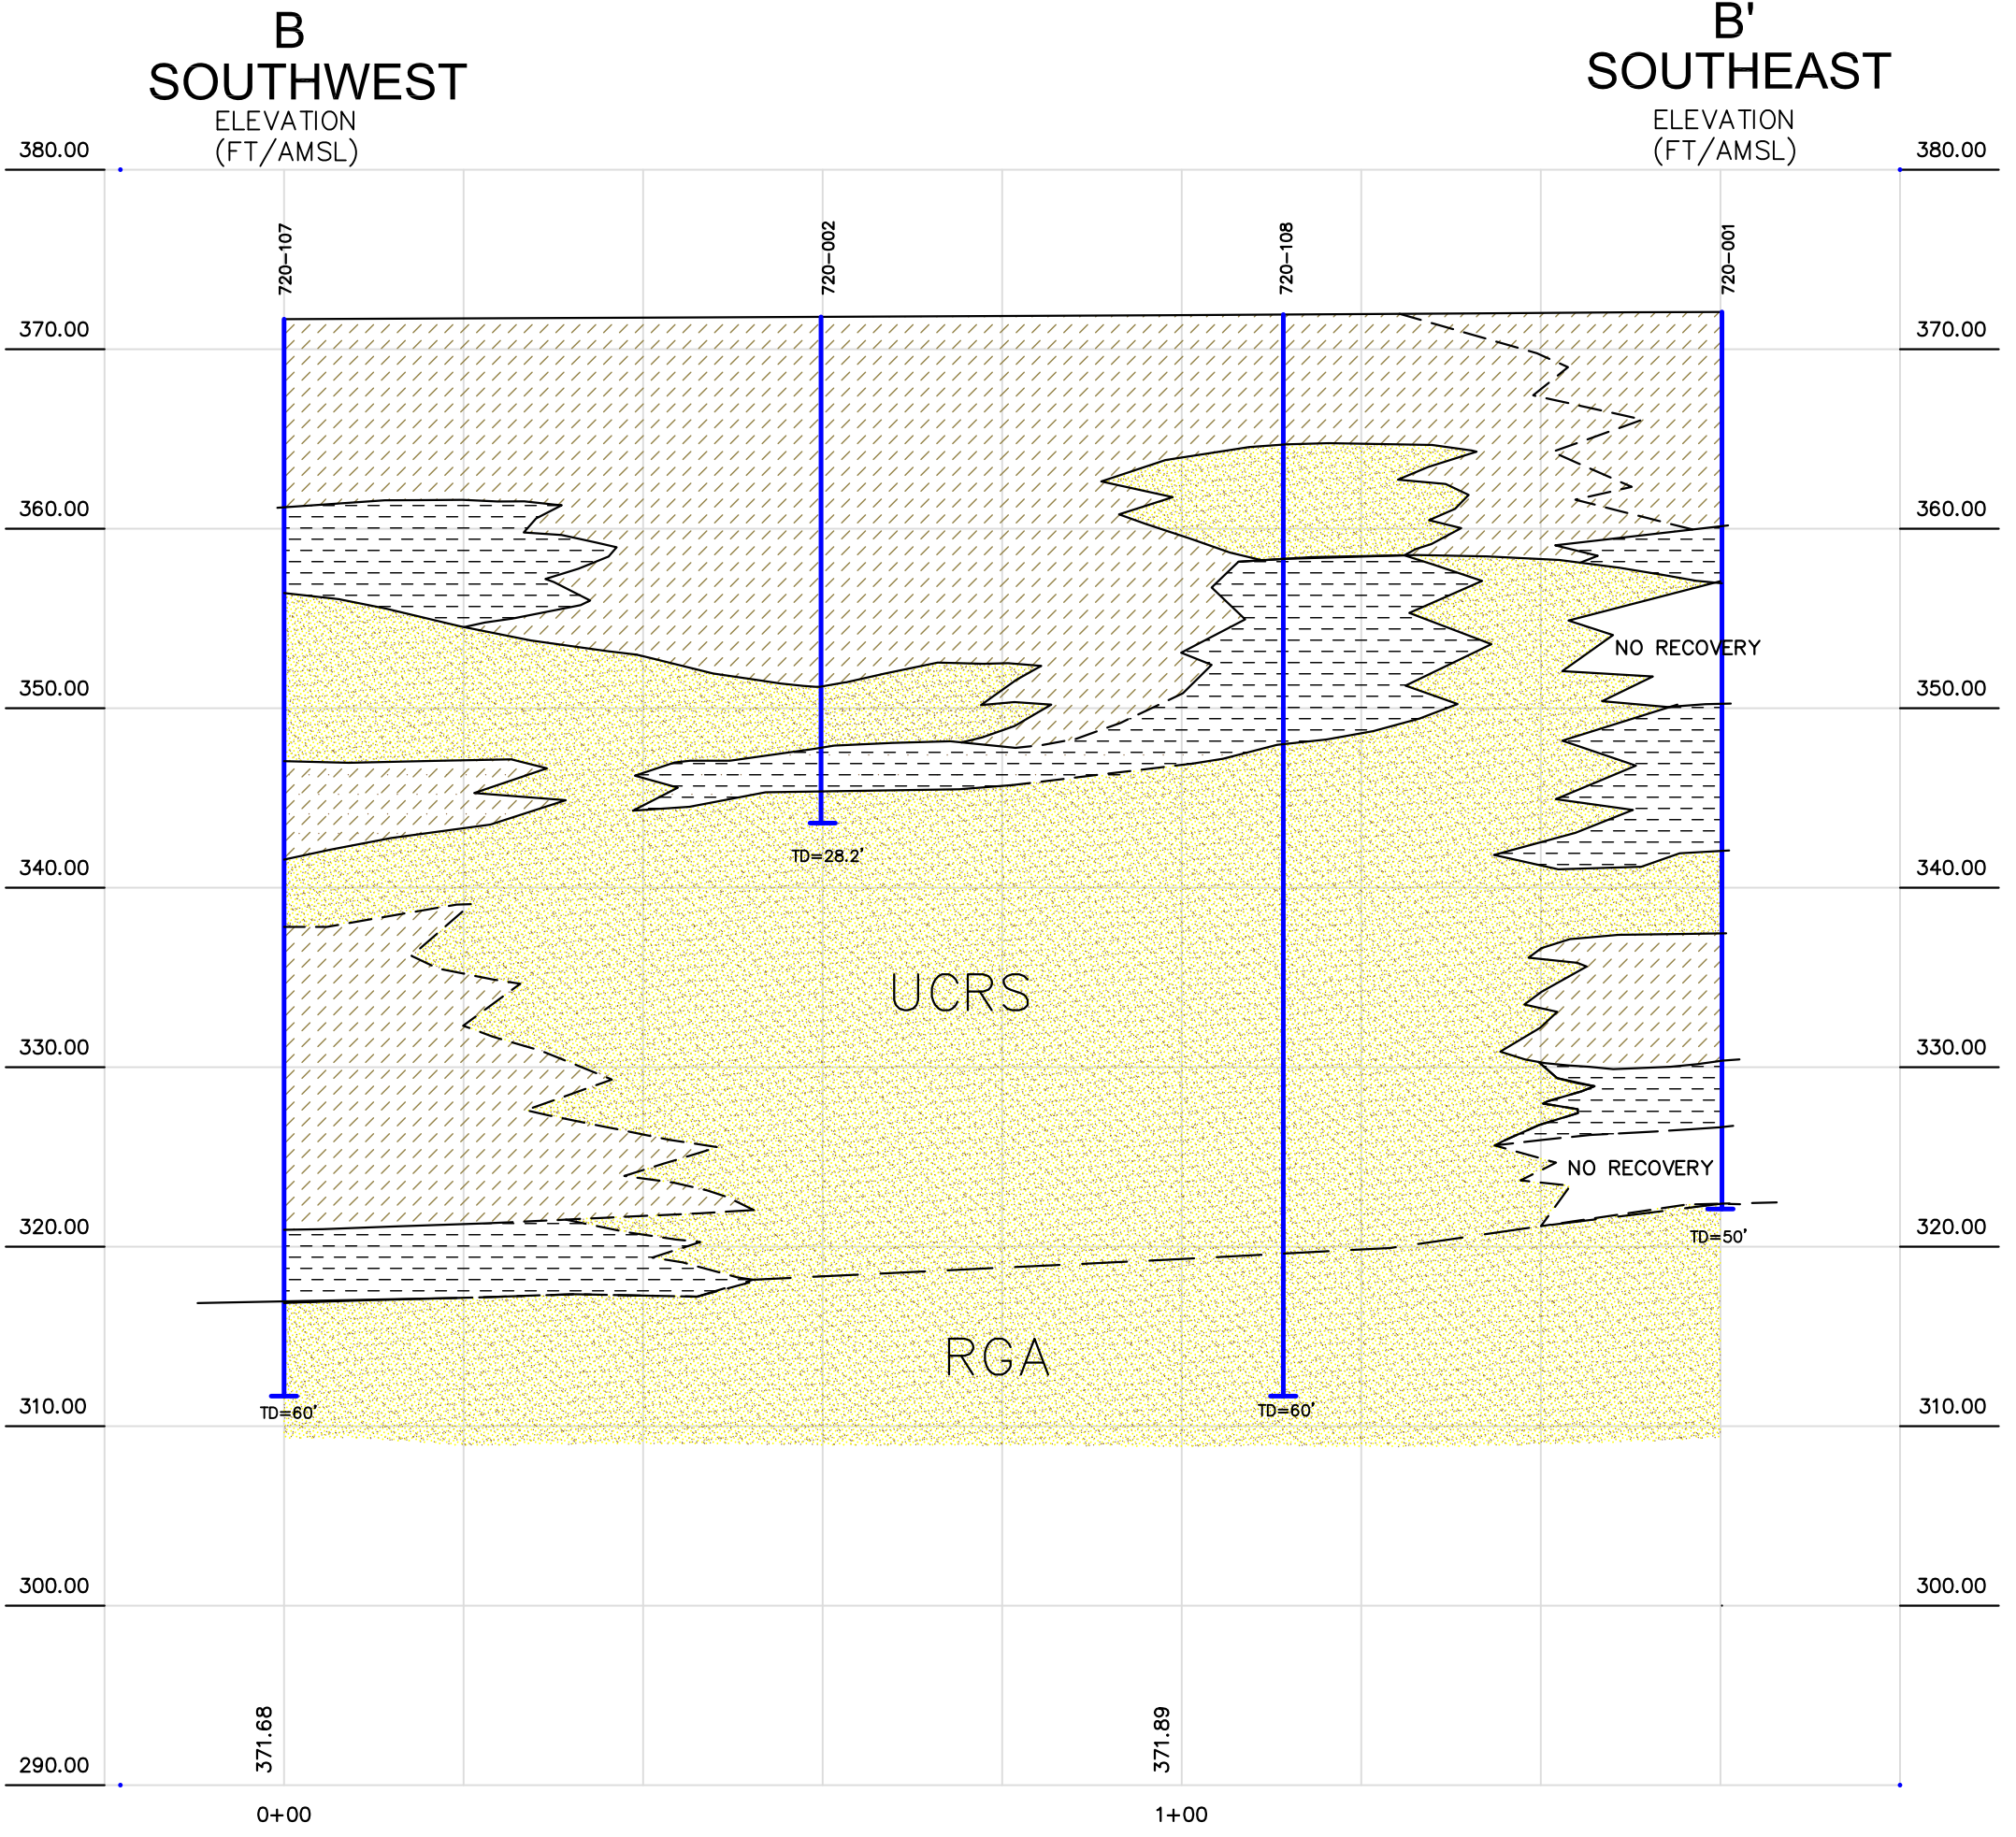 B
SOUTHWEST
ELEVATION
(FT/AMSL)
B'
SOUTHEAST
ELEVATION
(FT/AMSL)
380.00
380.00
720-107
720-002
720-108
720-001
370.00
370.00
360.00
360.00
NO RECOVERY
350.00
350.00
TD=28.2'
340.00
340.00
UCRS
330.00
330.00
NO RECOVERY
320.00
320.00
TD=50'
RGA
310.00
310.00
TD=60'
TD=60'
300.00
300.00
371.68
371.89
290.00
0+00
1+00